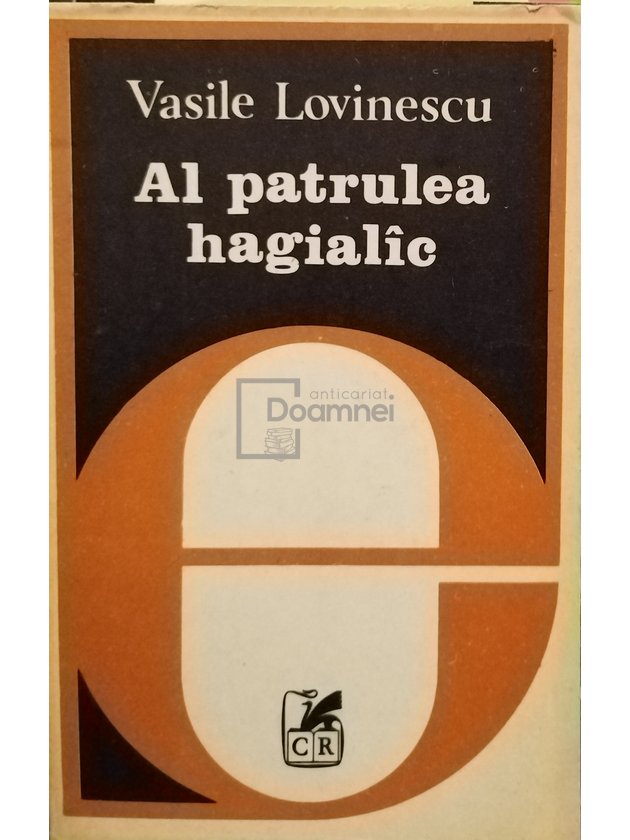 Vasile Lovinescu
Al patrulea
hagialîc
anticariat
Doamnei
CR